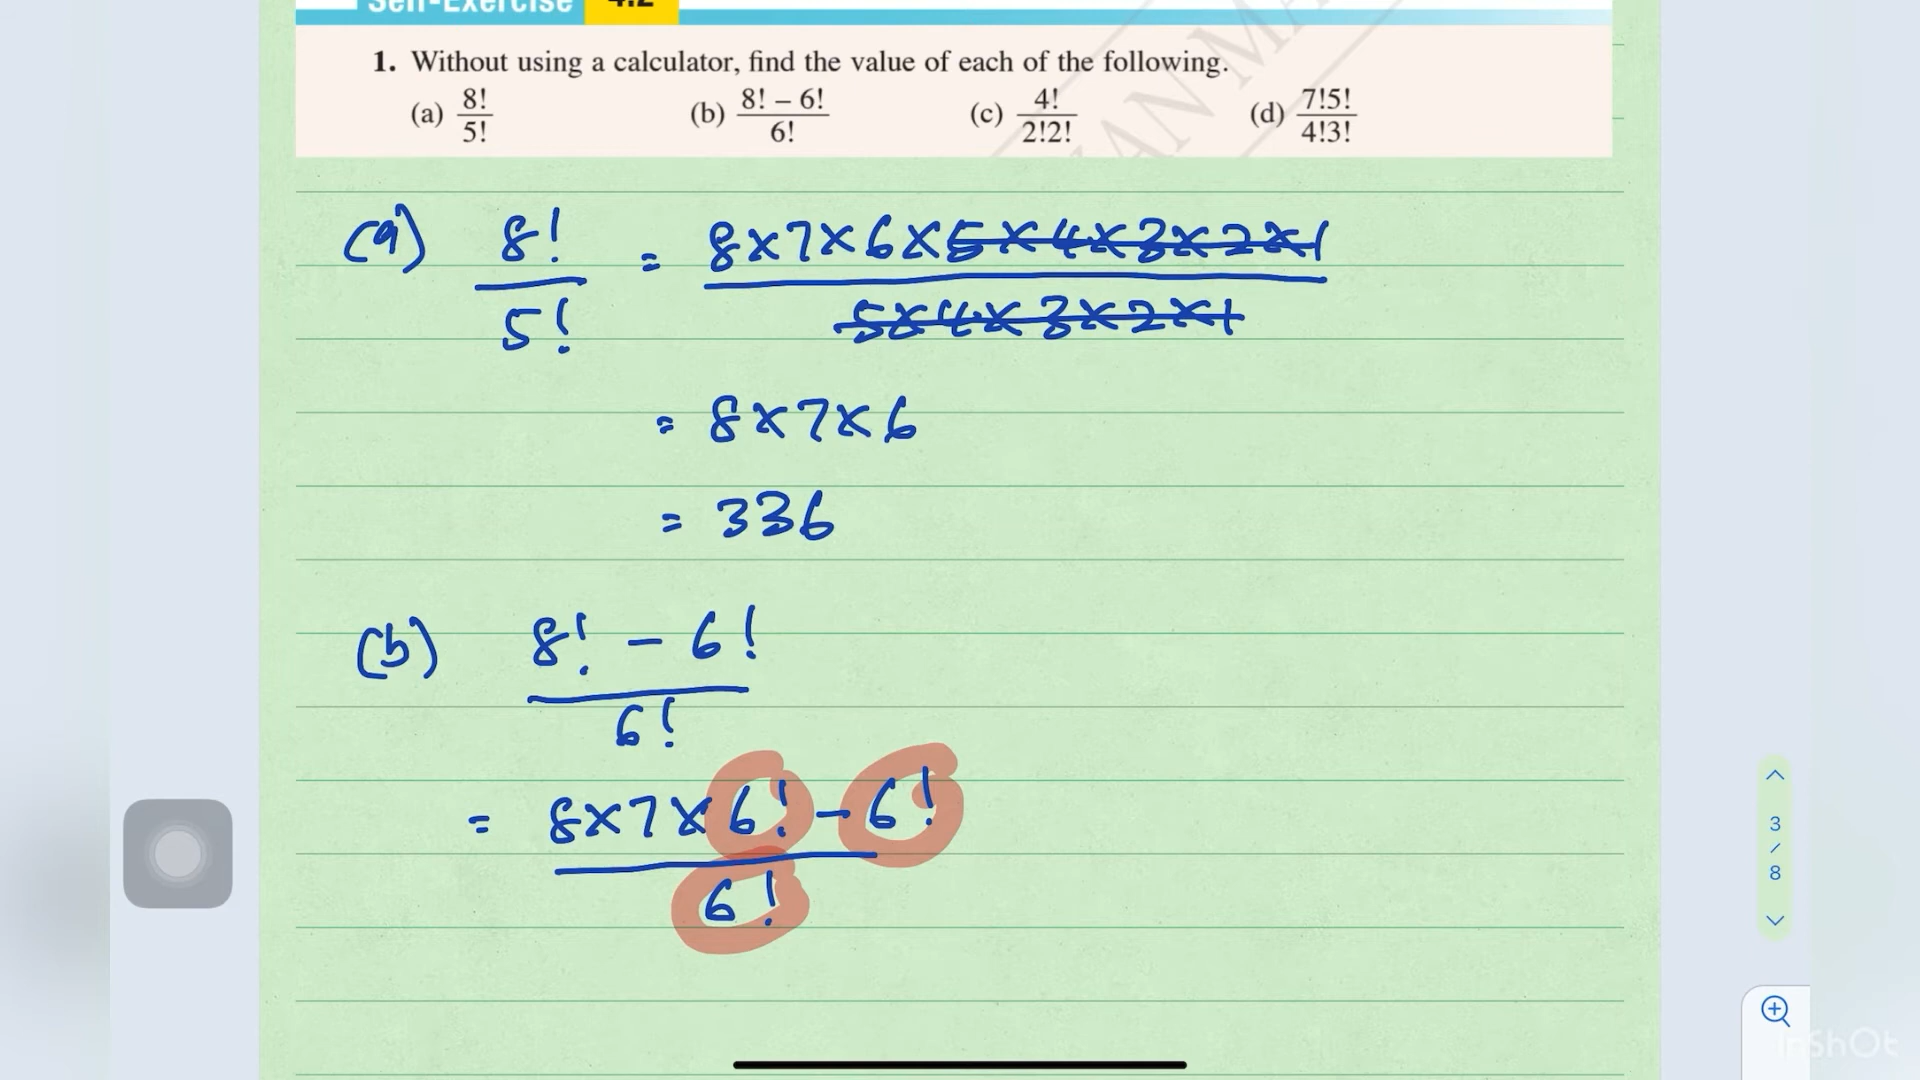 Self-Exercise 4.2
1. Without using a calculator, find the value of each of the following.
(a) 8!/5! (b) (8! – 6!)/6! (c) 4!/2!2! (d) 7!5!/4!3!
(a) 8!/5! = 8×7×6×5×4×3×2×1 / 5×4×3×2×1
= 8×7×6
= 336
(b) 8! – 6! / 6!
= 8×7×6! – 6! / 6!
3
/
8
InShOt